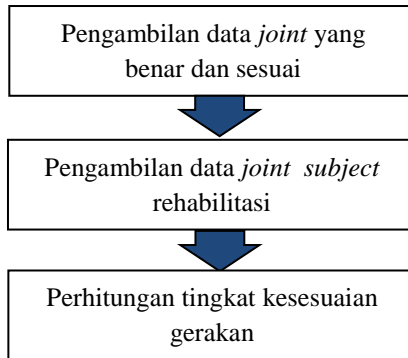 Pengambilan data joint yang
benar dan sesuai
Pengambilan data joint subject
rehabilitasi
Perhitungan tingkat kesesuaian
gerakan